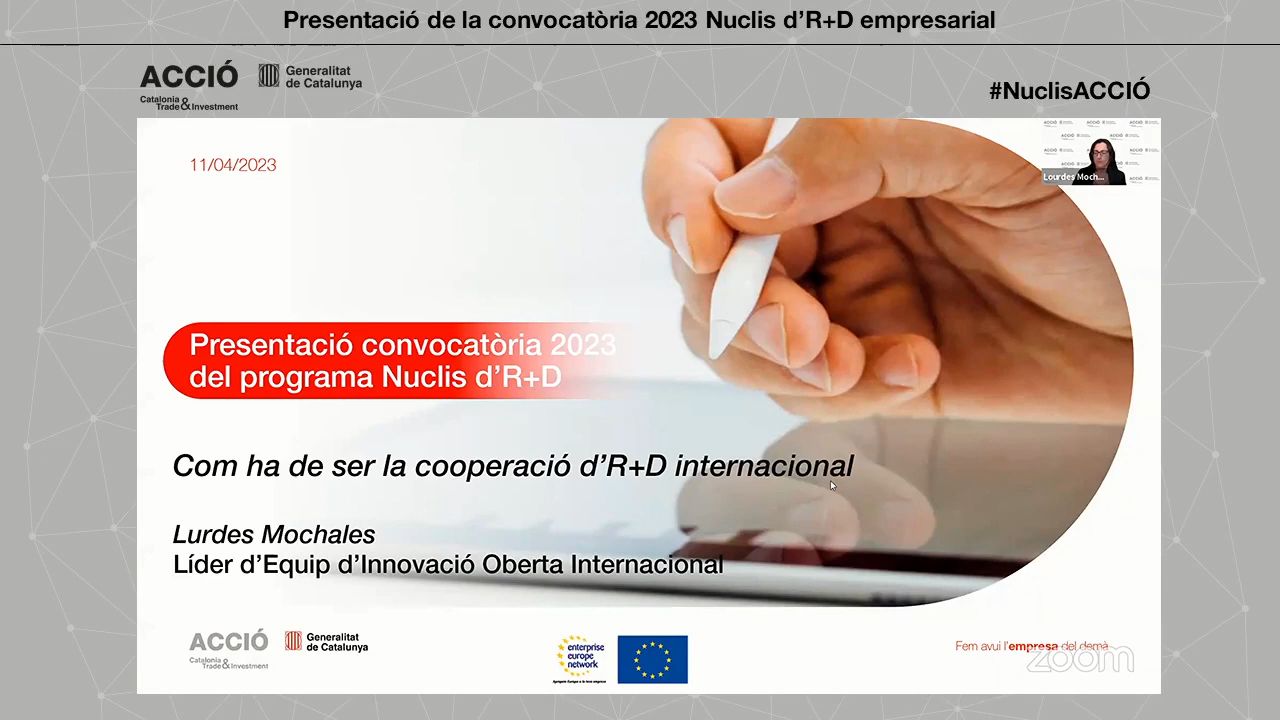 Presentació de la convocatòria 2023 Nuclis d’R+D empresarial
ACCIÓ
Catalonia
Trade & Investment
Generalitat
de Catalunya
#NuclisACCIÓ
11/04/2023
Lourdes Moch...
Presentació convocatòria 2023
del programa Nuclis d’R+D
Com ha de ser la cooperació d’R+D internacional
Lurdes Mochales
Líder d’Equip d’Innovació Oberta Internacional
ACCIÓ
Catalonia
Trade & Investment
Generalitat
de Catalunya
enterprise
europe
network
Fem avui l'empresa del demà
zoom